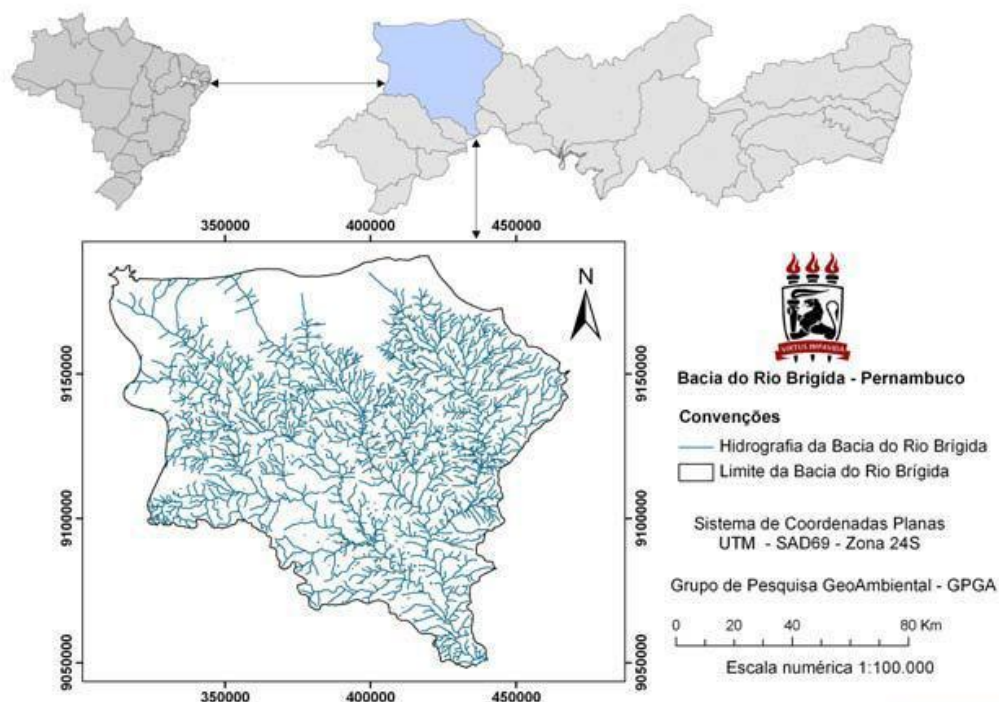 350000
400000
450000
N
9150000
9100000
9050000
9150000
9100000
9050000
350000
400000
450000
VIRTUS IMPAVIDA
Bacia do Rio Brigida - Pernambuco
Convenções
Hidrografia da Bacia do Rio Brigida
Limite da Bacia do Rio Brígida
Sistema de Coordenadas Planas
UTM - SAD69 - Zona 24S
Grupo de Pesquisa GeoAmbiental - GPGA
0 20 40 80 Km
Escala numérica 1:100.000